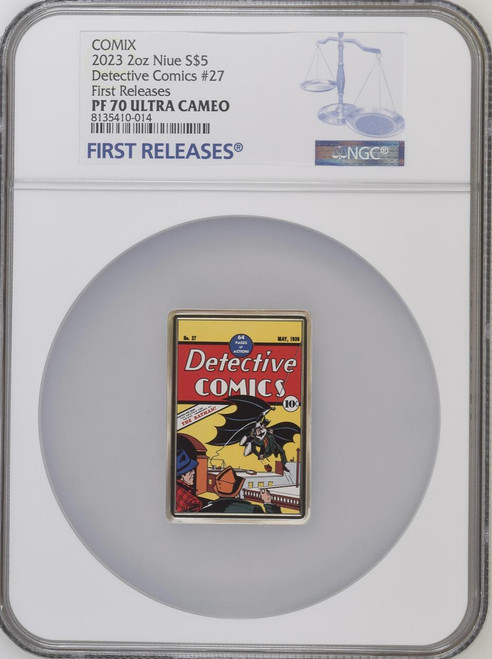 COMIX
2023 2oz Niue S$5
Detective Comics #27
First Releases
PF 70 ULTRA CAMEO
8135410-014
FIRST RELEASES®
NGC®
No. 27
64
PAGES
OF
ACTION!
MAY, 1939
Detective
COMICS
10¢
THE BATMAN!